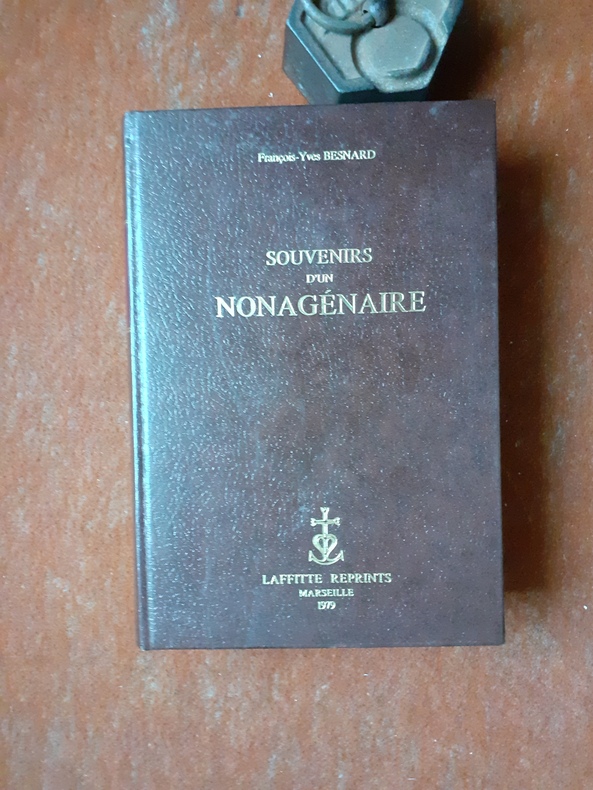 François-Yves BESNARD
SOUVENIRS
D'UN
NONAGÉNAIRE
LAFFITTE REPRINTS
MARSEILLE
1979